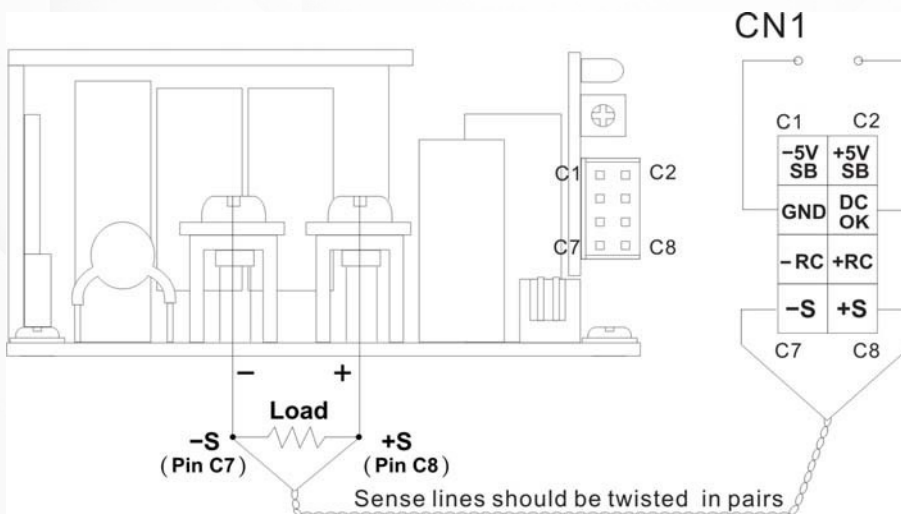 CN1
C1 C2
−5V SB +5V SB
GND DC OK
−RC +RC
−S +S
C7 C8
C1 C2
C7 C8
− +
Load
−S +S
(Pin C7) (Pin C8)
Sense lines should be twisted in pairs